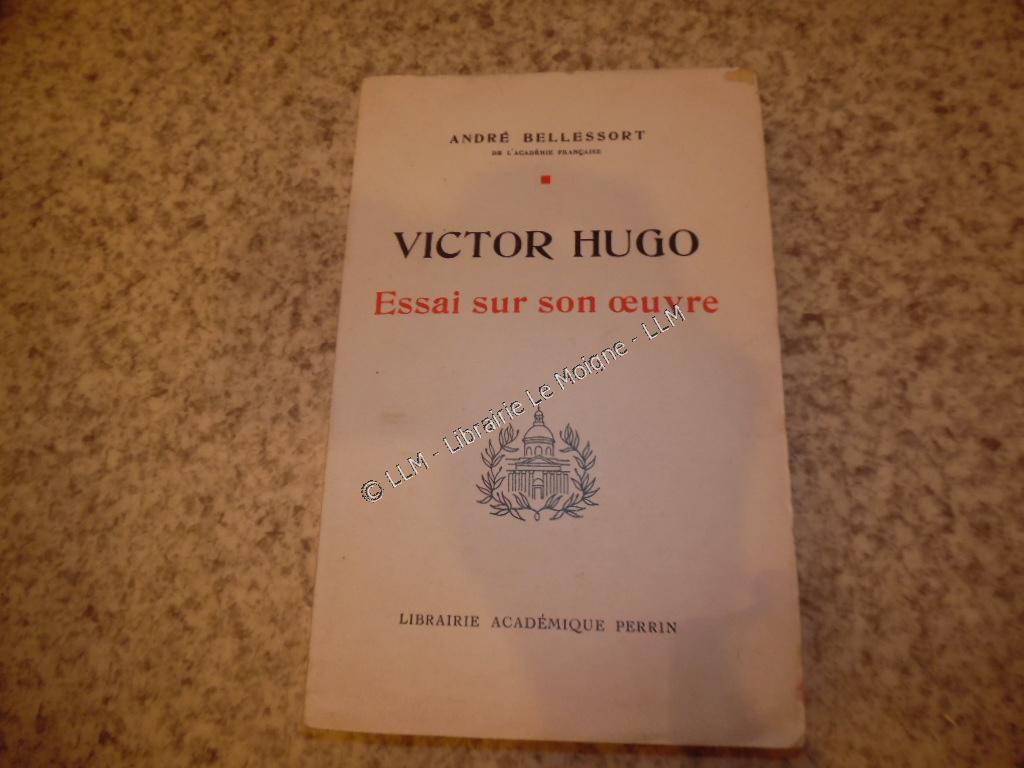 ANDRÉ BELLESSORT
DE L'ACADÉMIE FRANÇAISE
VICTOR HUGO
Essai sur son œuvre
© LLM - Librairie Le Moigne - LLM
LIBRAIRIE ACADÉMIQUE PERRIN